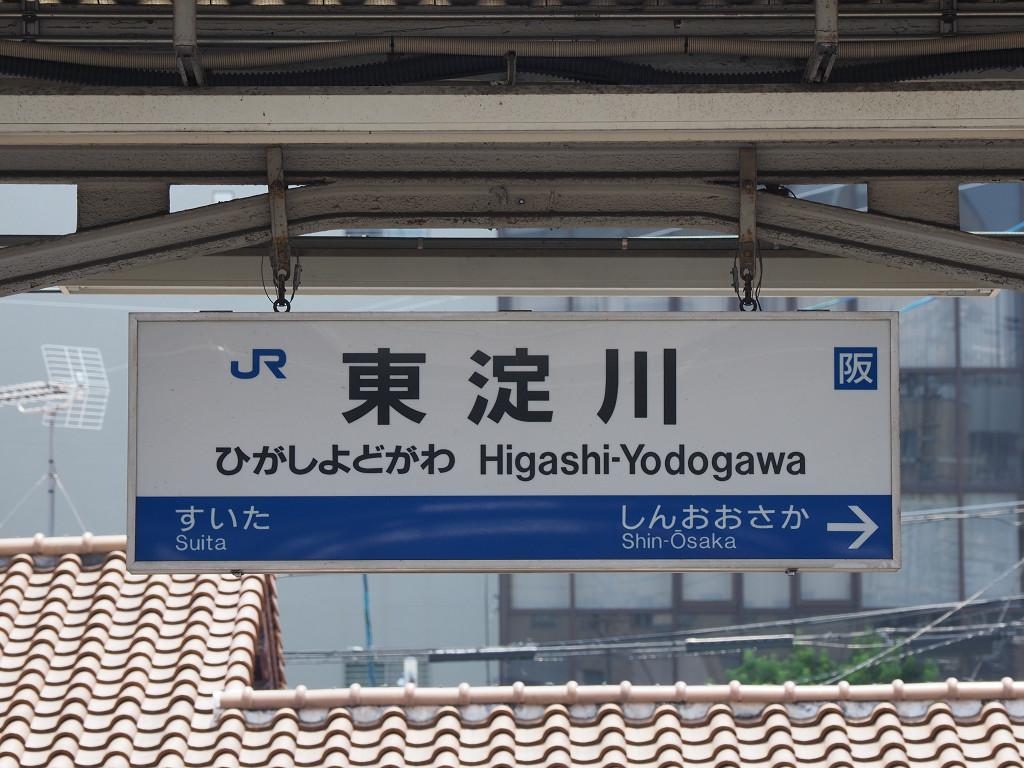 JR 東淀川 阪
ひがしよどがわ Higashi-Yodogawa
すいた しんおおさか →
Suita Shin-Ōsaka